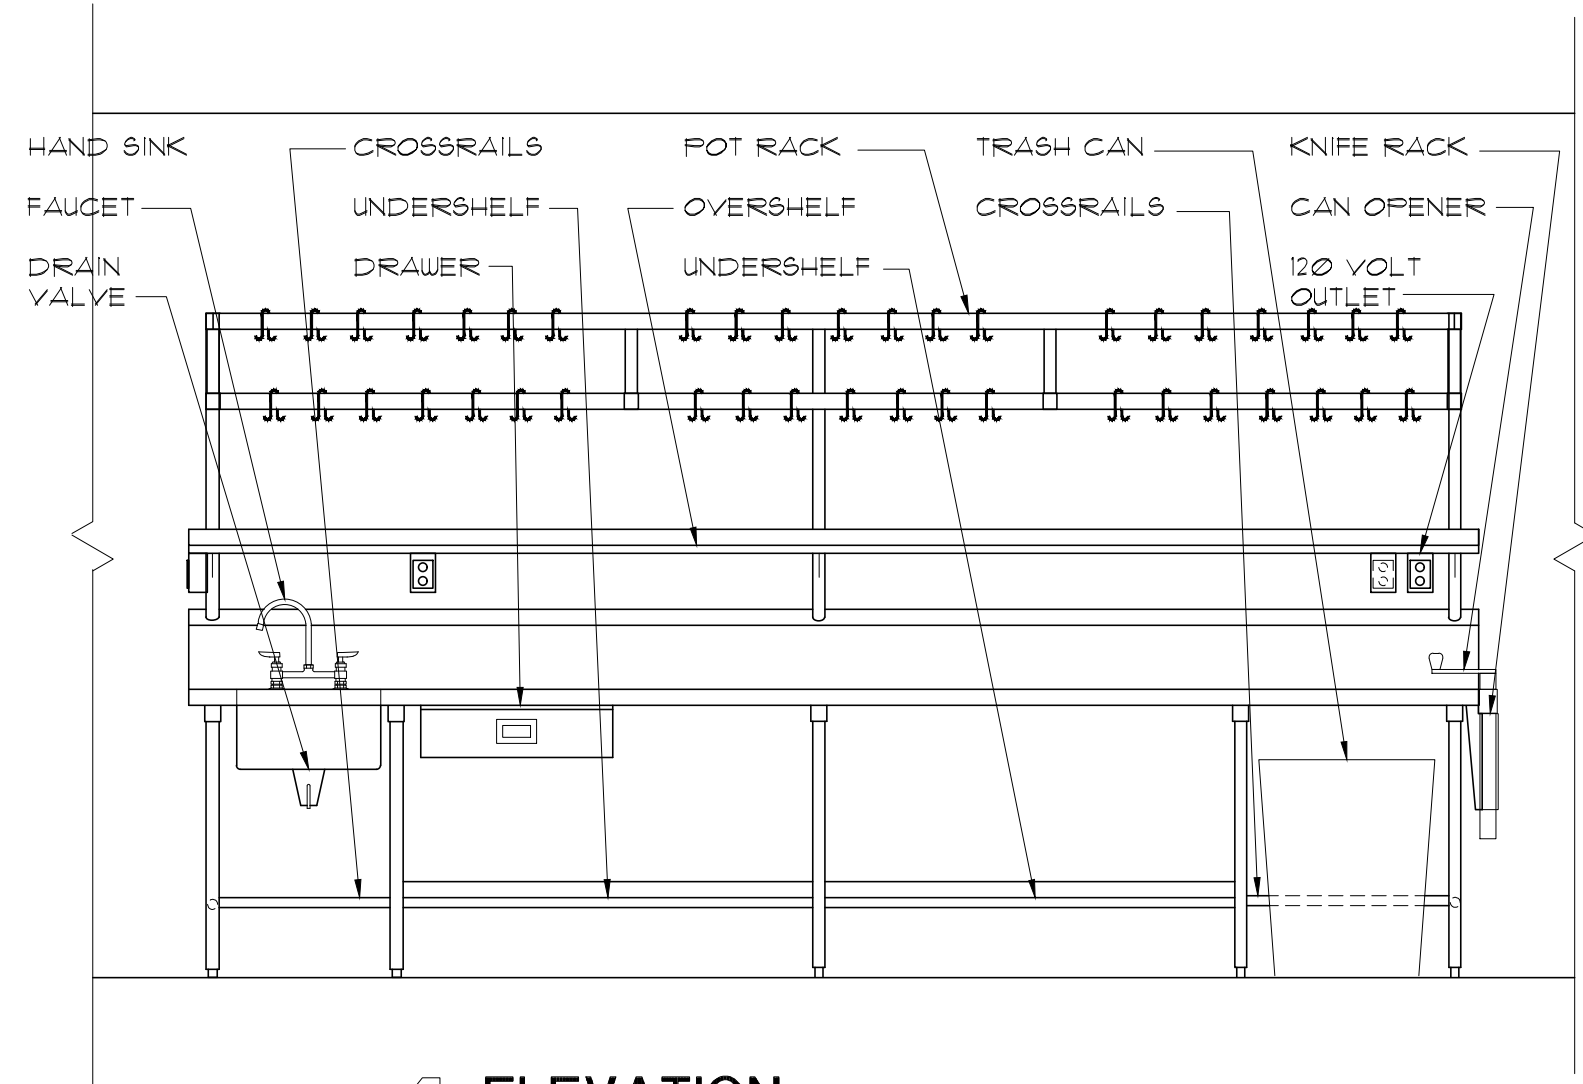 HAND SINK
CROSSRAILS
POT RACK
TRASH CAN
KNIFE RACK
FAUCET
UNDERSHELF
OVERSHELF
CROSSRAILS
CAN OPENER
DRAIN
VALVE
DRAWER
UNDERSHELF
120 VOLT
OUTLET
ELEVATION